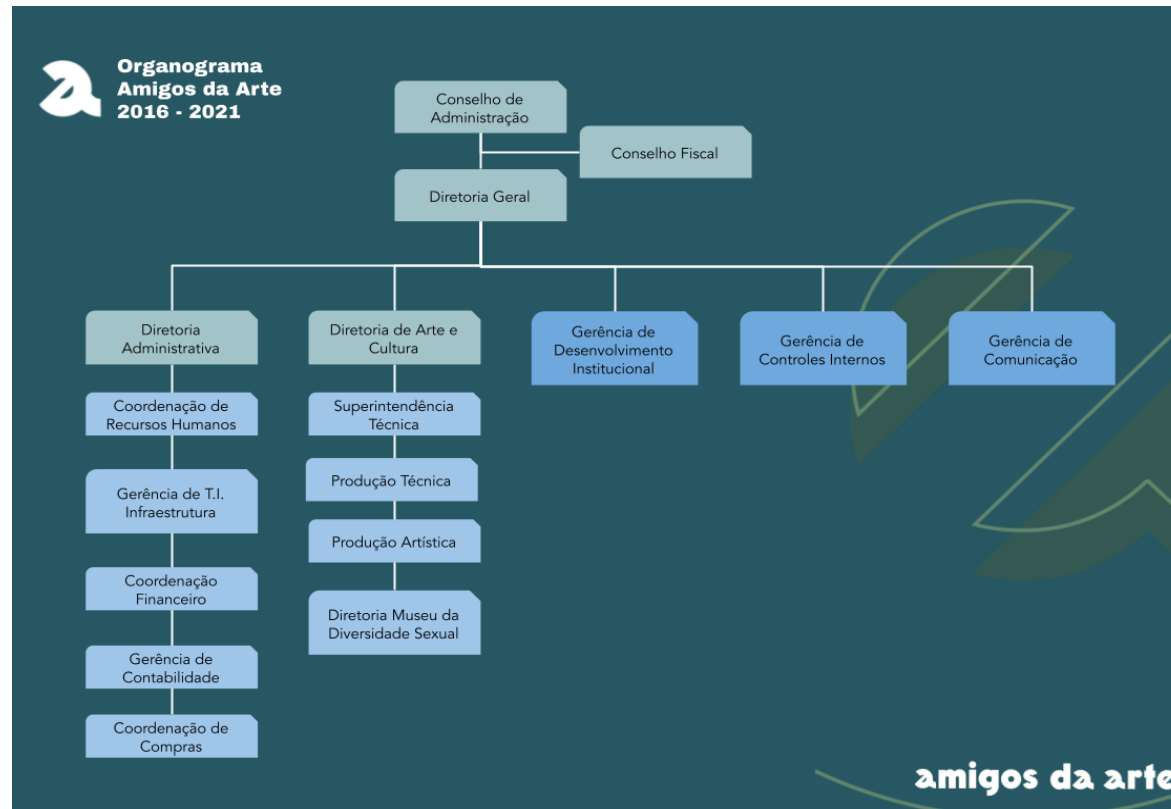 Organograma
Amigos da Arte
2016 - 2021
Conselho de
Administração
Conselho Fiscal
Diretoria Geral
Diretoria
Administrativa
Diretoria de Arte e
Cultura
Gerência de
Desenvolvimento
Institucional
Gerência de
Controles Internos
Gerência de
Comunicação
Coordenação de
Recursos Humanos
Gerência de T.I.
Infraestrutura
Coordenação
Financeiro
Gerência de
Contabilidade
Coordenação de
Compras
Superintendência
Técnica
Produção Técnica
Produção Artística
Diretoria Museu da
Diversidade Sexual
amigos da arte